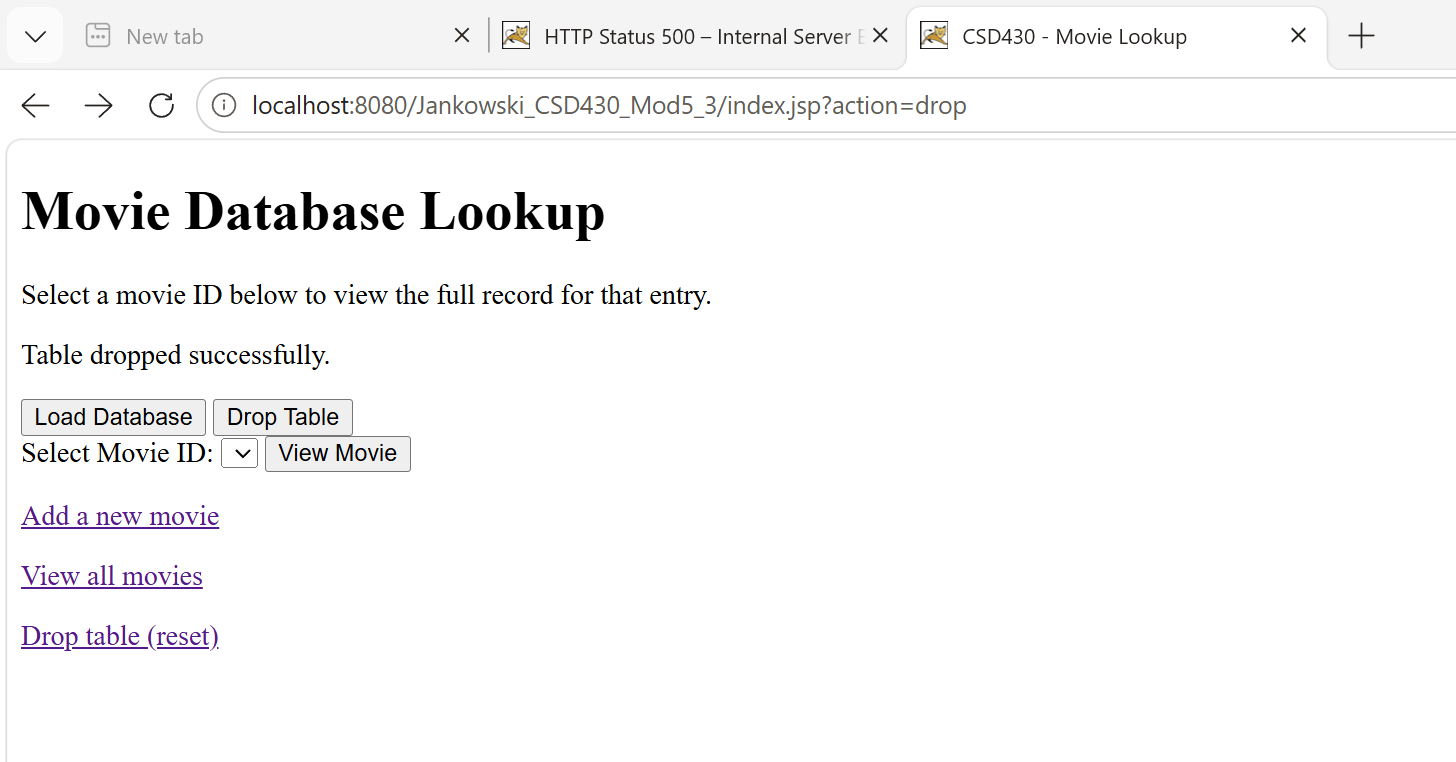 New tab
HTTP Status 500 – Internal Server
CSD430 - Movie Lookup
localhost:8080/Jankowski_CSD430_Mod5_3/index.jsp?action=drop
Movie Database Lookup
Select a movie ID below to view the full record for that entry.
Table dropped successfully.
Load Database Drop Table
Select Movie ID: View Movie
Add a new movie
View all movies
Drop table (reset)